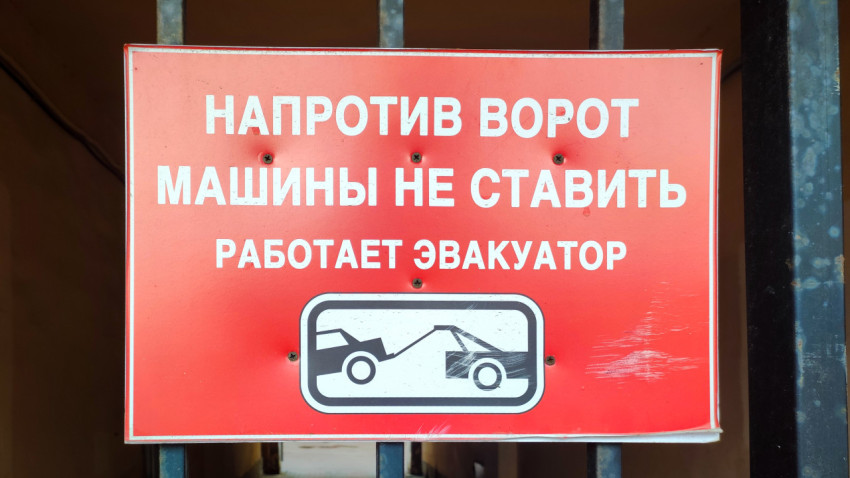 НАПРОТИВ ВОРОТ
МАШИНЫ НЕ СТАВИТЬ
РАБОТАЕТ ЭВАКУАТОР